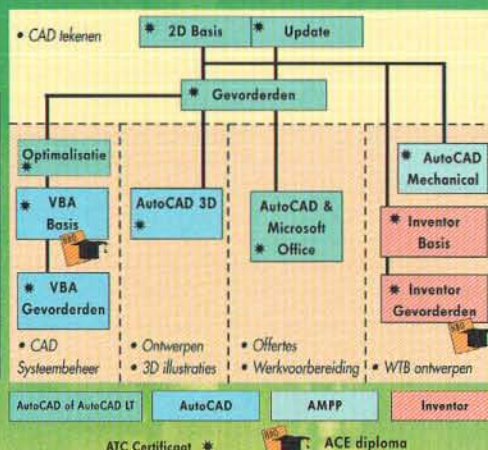 • CAD tekenen
2D Basis
Update
Gevorderden
Optimalisatie
VBA
Basis
VBA
Gevorderden
AutoCAD 3D
AutoCAD &
Microsoft
Office
AutoCAD
Mechanical
Inventor
Basis
Inventor
Gevorderden
• CAD
Systeembeheer
• Ontwerpen
• 3D illustraties
• Offertes
• Werkvoorbereiding
• WTB ontwerpen
AutoCAD of AutoCAD LT
AutoCAD
AMPP
Inventor
ATC Certificaat
ACE diploma